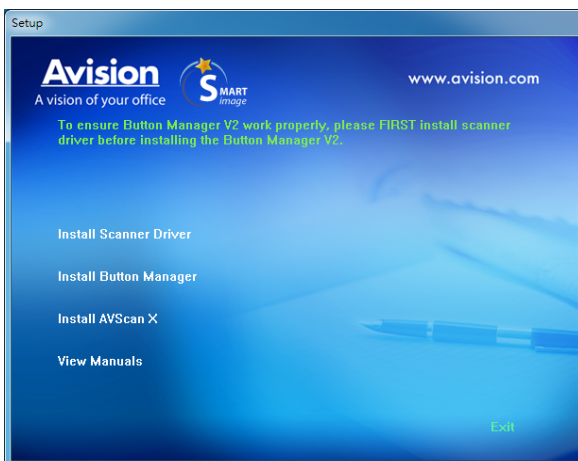 Setup
Avision
A vision of your office
SMART
image
www.avision.com
To ensure Button Manager V2 work properly, please FIRST install scanner
driver before installing the Button Manager V2.
Install Scanner Driver
Install Button Manager
Install AVScan X
View Manuals
Exit